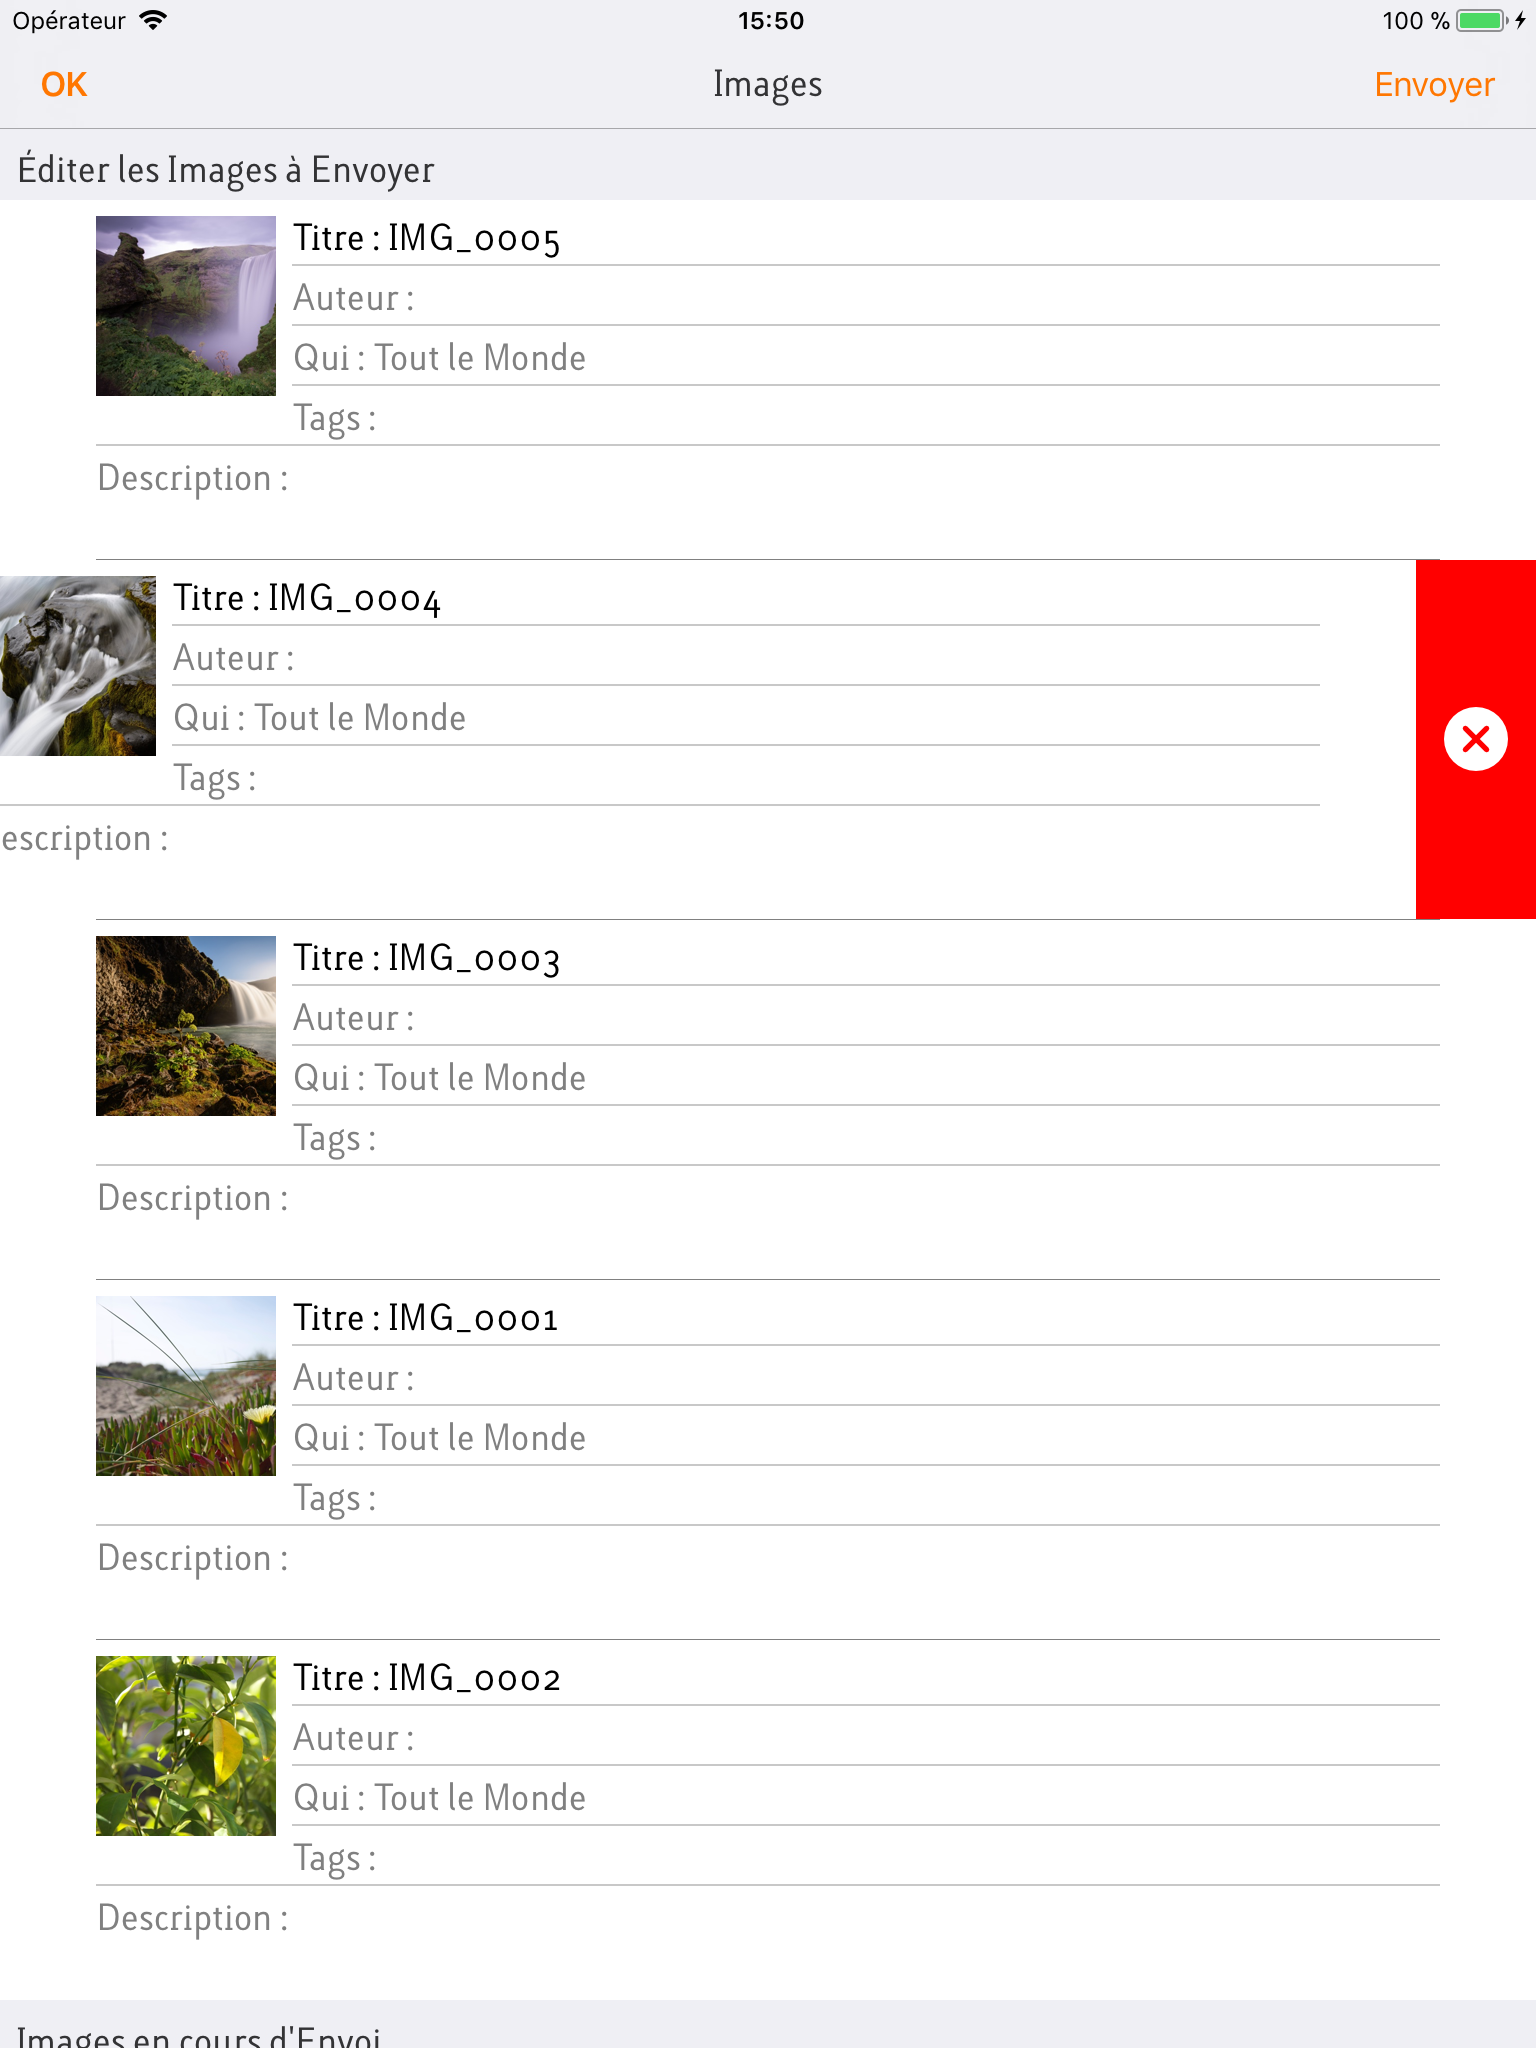 Opérateur 15:50 100 %
OK Images Envoyer
Éditer les Images à Envoyer
Titre : IMG_0005
Auteur :
Qui : Tout le Monde
Tags :
Description :
Titre : IMG_0004
Auteur :
Qui : Tout le Monde
Tags :
escription :
Titre : IMG_0003
Auteur :
Qui : Tout le Monde
Tags :
Description :
Titre : IMG_0001
Auteur :
Qui : Tout le Monde
Tags :
Description :
Titre : IMG_0002
Auteur :
Qui : Tout le Monde
Tags :
Description :
Images en cours d'Envoi